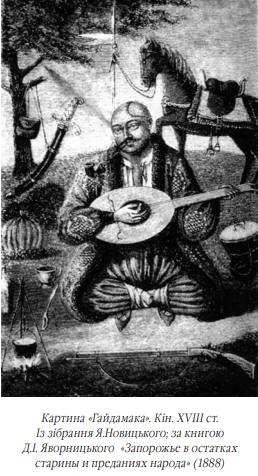 Картина «Гайдамака». Кін. XVIII ст.
Із зібрання Я.Новицького; за книгою
Д.І. Яворницького «Запорожье в остатках
старины и преданиях народа» (1888)